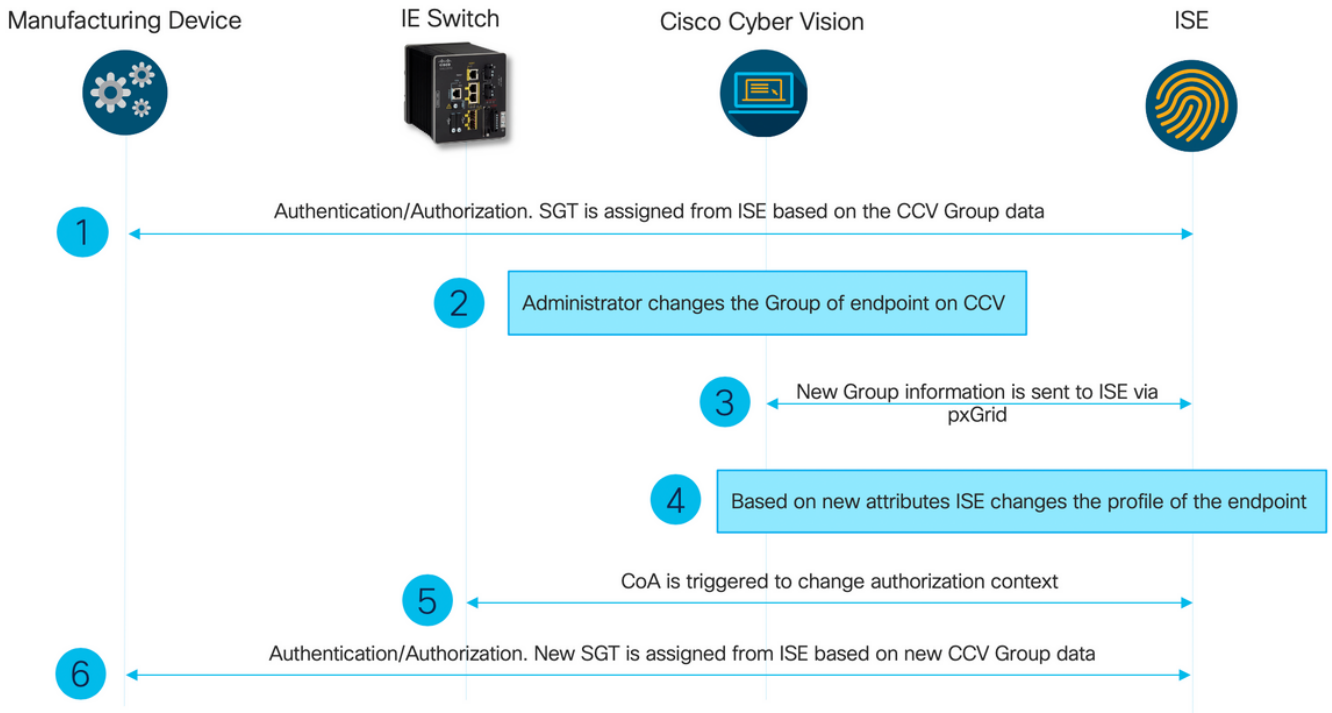 Manufacturing Device
IE Switch
Cisco Cyber Vision
ISE
1
Authentication/Authorization. SGT is assigned from ISE based on the CCV Group data
2
Administrator changes the Group of endpoint on CCV
3
New Group information is sent to ISE via
pxGrid
4
Based on new attributes ISE changes the profile of the endpoint
5
CoA is triggered to change authorization context
6
Authentication/Authorization. New SGT is assigned from ISE based on new CCV Group data